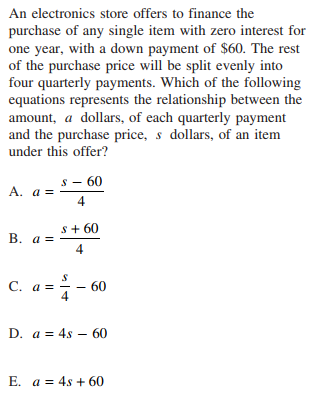 An electronics store offers to finance the
purchase of any single item with zero interest for
one year, with a down payment of $60. The rest
of the purchase price will be split evenly into
four quarterly payments. Which of the following
equations represents the relationship between the
amount, a dollars, of each quarterly payment
and the purchase price, s dollars, of an item
under this offer?
A. a = (s − 60)/4
B. a = (s + 60)/4
C. a = s/4 − 60
D. a = 4s − 60
E. a = 4s + 60